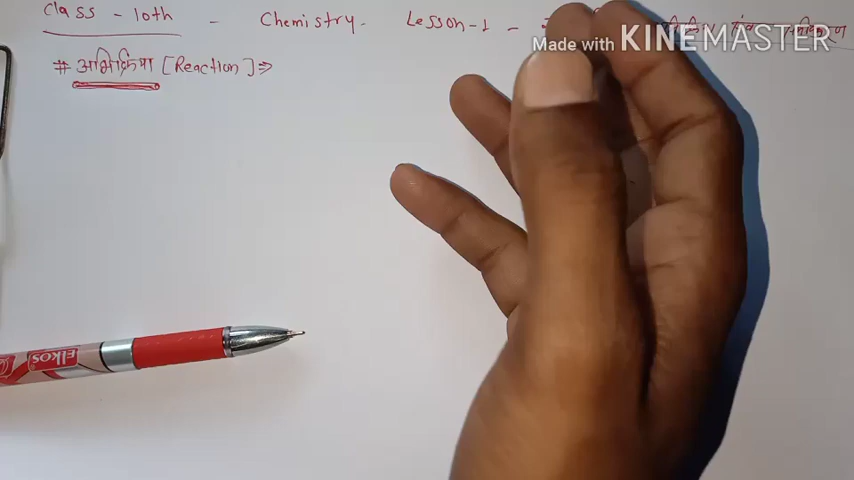 Class - 10th - Chemistry. Lesson-1 -
Made with KINEMASTER
# अभिक्रिया [Reaction] ⇒
elkos